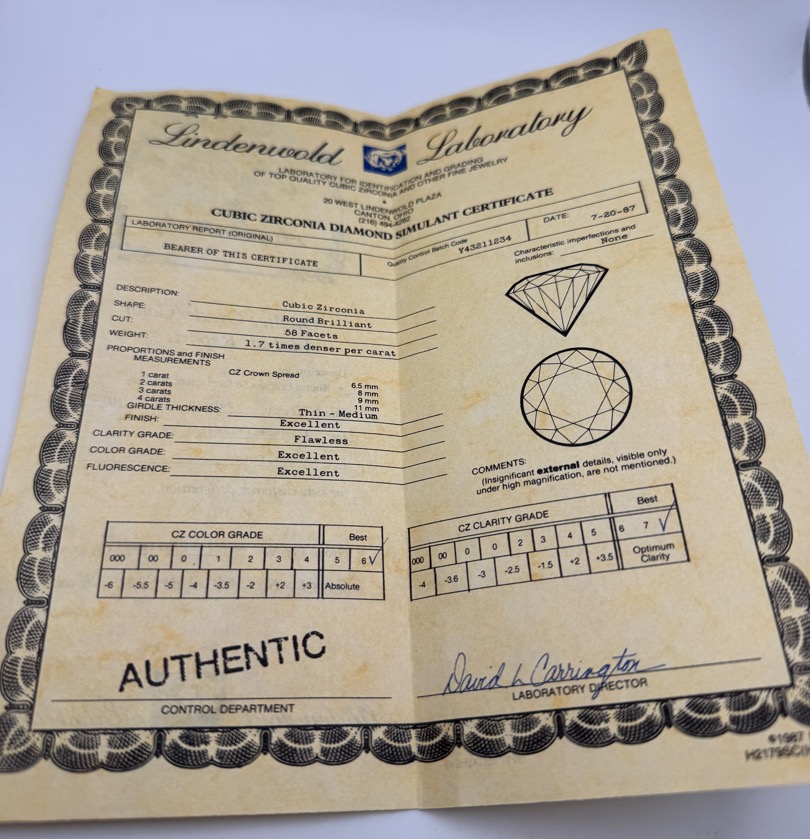 Lindenwold Laboratory
LABORATORY FOR IDENTIFICATION AND GRADING
OF TOP QUALITY CUBIC ZIRCONIA AND OTHER FINE JEWELRY
20 WEST LINDENWOLD PLAZA
CANTON, OHIO
(216) 494-4262
CUBIC ZIRCONIA DIAMOND SIMULANT CERTIFICATE
LABORATORY REPORT (ORIGINAL)
BEARER OF THIS CERTIFICATE
Quality Control Batch Code
Y43211234
DATE: 7-20-87
Characteristic imperfections and
inclusions: None
DESCRIPTION:
SHAPE: Cubic Zirconia
CUT: Round Brilliant
WEIGHT: 58 Facets
1.7 times denser per carat
PROPORTIONS and FINISH
MEASUREMENTS
CZ Crown Spread
1 carat 6.5 mm
2 carats 8 mm
3 carats 9 mm
4 carats 11 mm
GIRDLE THICKNESS: Thin - Medium
FINISH: Excellent
CLARITY GRADE: Flawless
COLOR GRADE: Excellent
FLUORESCENCE: Excellent
COMMENTS:
(Insignificant external details, visible only
under high magnification, are not mentioned.)
CZ COLOR GRADE Best
000 00 0 1 2 3 4 5 6 ✓
-6 -5.5 -5 -4 -3.5 -2 +2 +3 Absolute
CZ CLARITY GRADE Best
000 00 0 0 2 3 4 5 6 7 ✓
-4 -3.6 -3 -2.5 -1.5 +2 +3.5 Optimum
Clarity
AUTHENTIC
CONTROL DEPARTMENT
David L Carrington
LABORATORY DIRECTOR
©1987